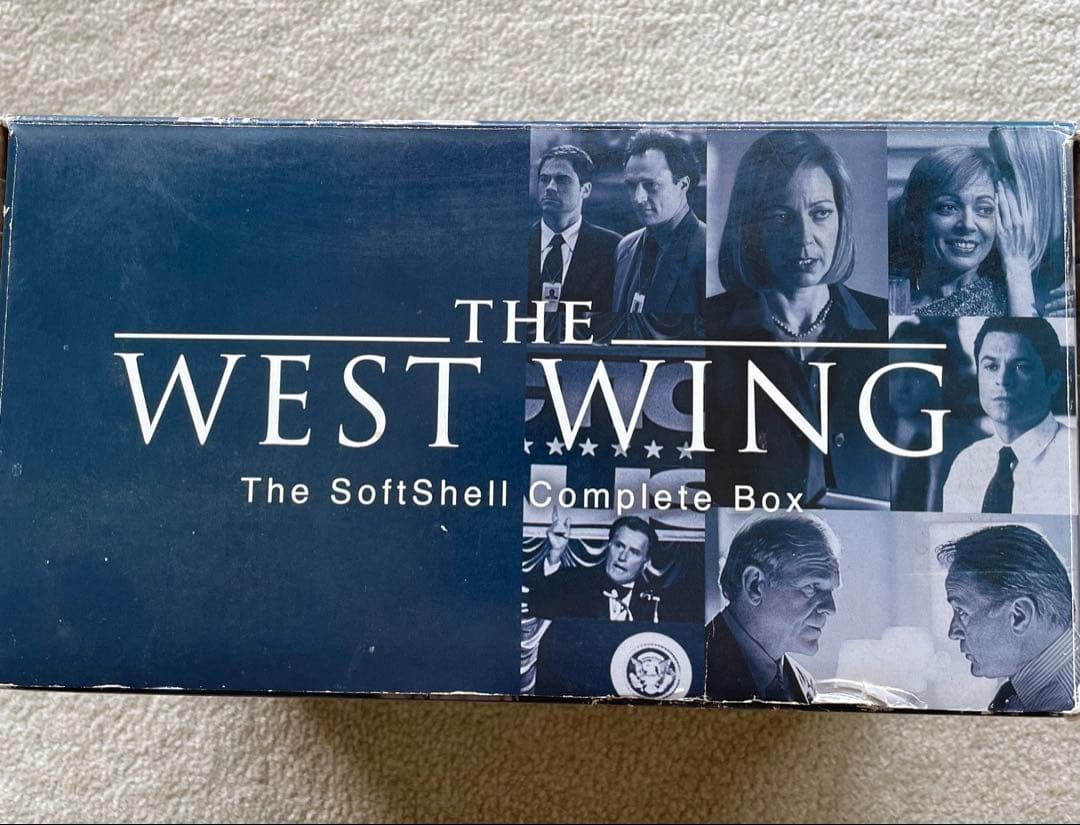 THE
WEST WING
The SoftShell Complete Box